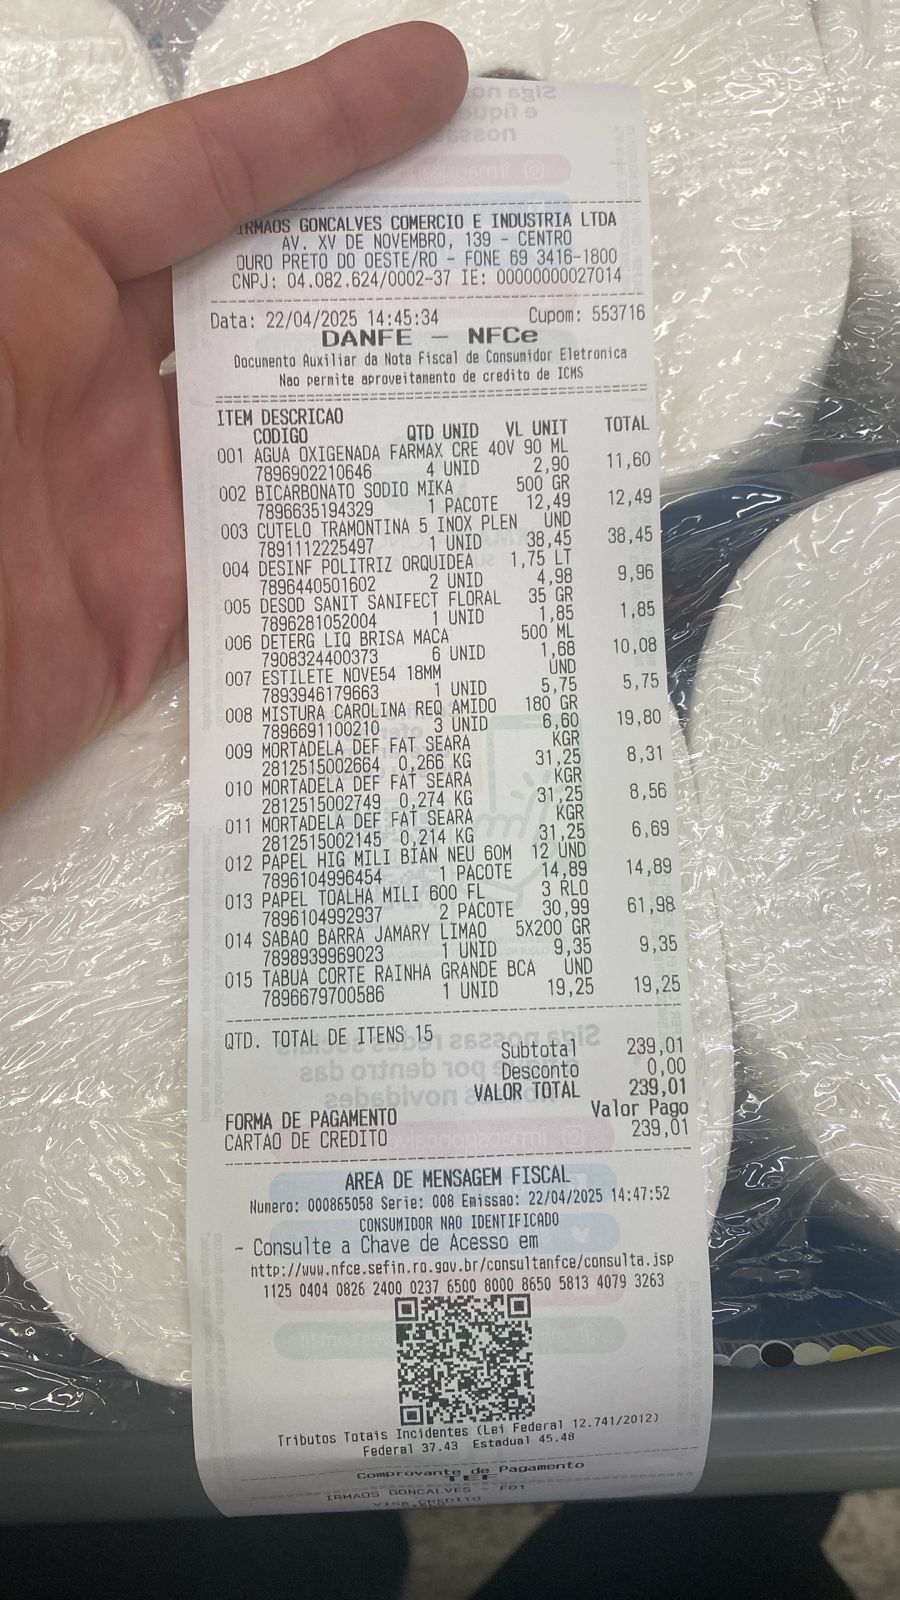 IRMAOS GONCALVES COMERCIO E INDUSTRIA LTDA
AV. XV DE NOVEMBRO, 139 - CENTRO
OURO PRETO DO OESTE/RO - FONE 69 3416-1800
CNPJ: 04.082.624/0002-37 IE: 00000000027014
Data: 22/04/2025 14:45:34 Cupom: 553716
DANFE - NFCe
Documento Auxiliar da Nota Fiscal de Consumidor Eletronica
Nao permite aproveitamento de credito de ICMS
ITEM DESCRICAO
CODIGO QTD UNID VL UNIT TOTAL
001 AGUA OXIGENADA FARMAX CRE 40V 90 ML
7896902210646 4 UNID 2,90 11,60
002 BICARBONATO SODIO MIKA 500 GR
7896635194329 1 PACOTE 12,49 12,49
003 CUTELO TRAMONTINA 5 INOX PLEN UND
7891112225497 1 UNID 38,45 38,45
004 DESINF POLITRIZ ORQUIDEA 1,75 LT
7896440501602 2 UNID 4,98 9,96
005 DESOD SANIT SANIFECT FLORAL 35 GR
7896281052004 1 UNID 1,85 1,85
006 DETERG LIQ BRISA MACA 500 ML
7908324400373 6 UNID 1,68 10,08
007 ESTILETE NOVE54 18MM UND
7893946179663 1 UNID 5,75 5,75
008 MISTURA CAROLINA REQ AMIDO 180 GR
7896691100210 3 UNID 6,60 19,80
009 MORTADELA DEF FAT SEARA KGR
2812515002664 0,266 KG 31,25 8,31
010 MORTADELA DEF FAT SEARA KGR
2812515002749 0,274 KG 31,25 8,56
011 MORTADELA DEF FAT SEARA KGR
2812515002145 0,214 KG 31,25 6,69
012 PAPEL HIG MILI BIAN NEU 60M 12 UND
7896104996454 1 PACOTE 14,89 14,89
013 PAPEL TOALHA MILI 600 FL 3 RLO
7896104992937 2 PACOTE 30,99 61,98
014 SABAO BARRA JAMARY LIMAO 5X200 GR
7898939969023 1 UNID 9,35 9,35
015 TABUA CORTE RAINHA GRANDE BCA UND
7896679700586 1 UNID 19,25 19,25
QTD. TOTAL DE ITENS 15
Subtotal 239,01
Desconto 0,00
VALOR TOTAL 239,01
FORMA DE PAGAMENTO Valor Pago
CARTAO DE CREDITO 239,01
AREA DE MENSAGEM FISCAL
Numero: 000865058 Serie: 008 Emissao: 22/04/2025 14:47:52
CONSUMIDOR NAO IDENTIFICADO
- Consulte a Chave de Acesso em
http://www.nfce.sefin.ro.gov.br/consultanfce/consulta.jsp
1125 0404 0826 2400 0237 6500 8000 8650 5813 4079 3263
Tributos Totais Incidentes (Lei Federal 12.741/2012)
Federal 37.43 Estadual 45.48
Comprovante de Pagamento
TEF
IRMAOS GONCALVES - F01
VISA CREDITO